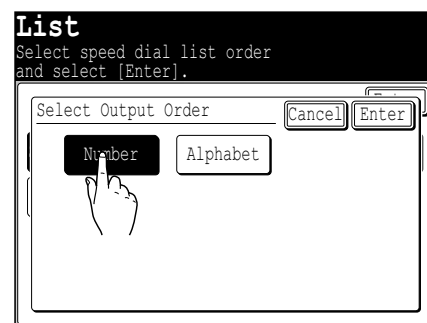 List
Select speed dial list order
and select [Enter].
Select Output Order
Cancel
Enter
Number
Alphabet